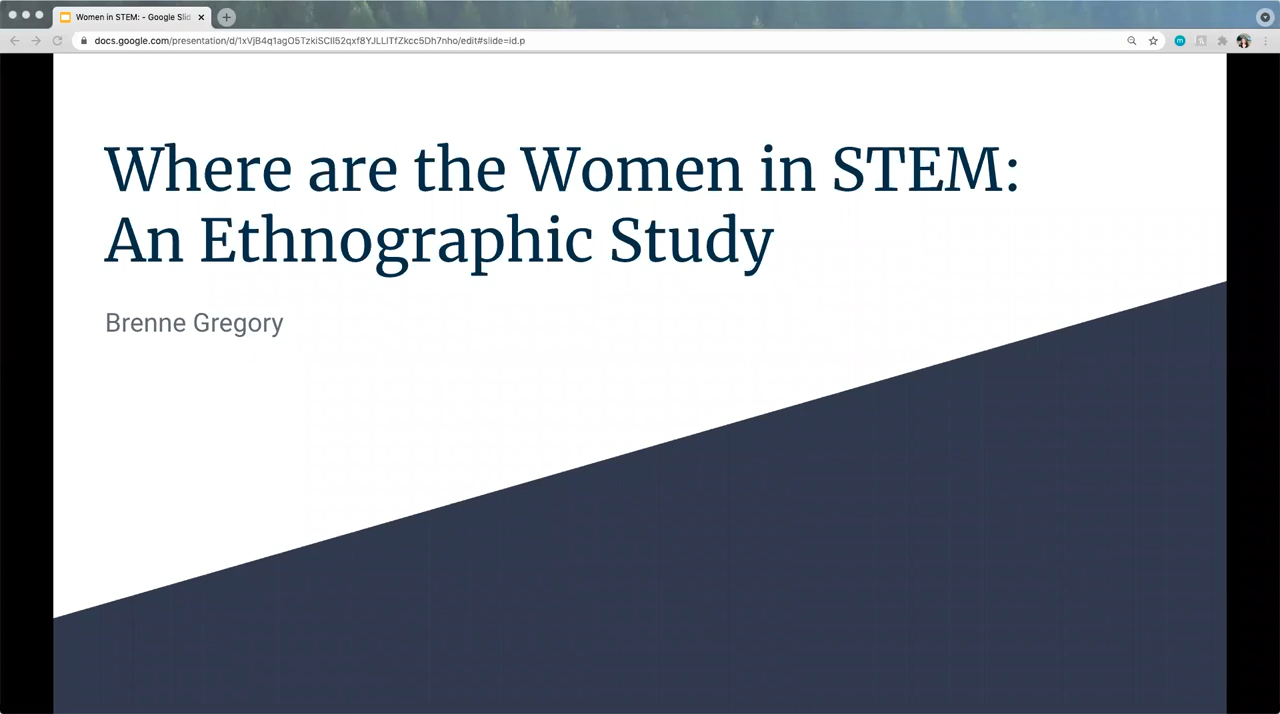 Women in STEM: - Google Slid
docs.google.com/presentation/d/1xVjB4q1agO5TzkiSCIl52qxf8YJLLlTfZkcc5Dh7nho/edit#slide=id.p
Where are the Women in STEM:
An Ethnographic Study
Brenne Gregory